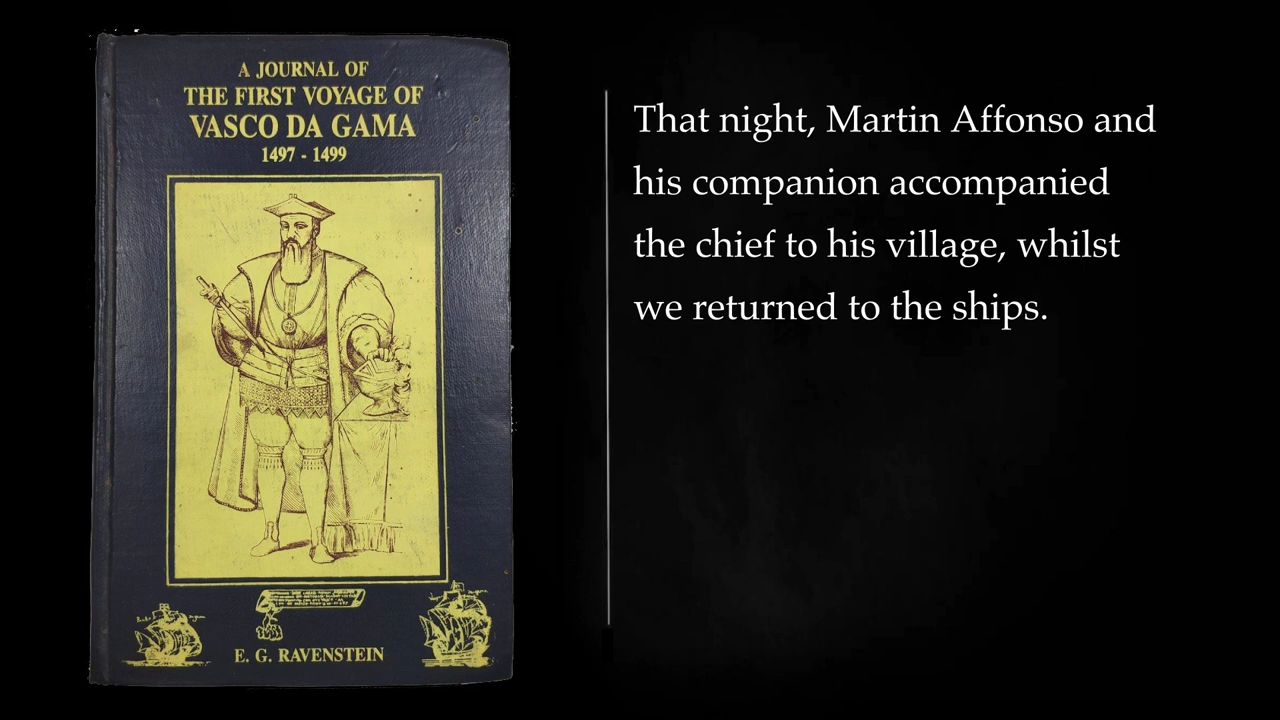 A JOURNAL OF
THE FIRST VOYAGE OF
VASCO DA GAMA
1497 - 1499
E. G. RAVENSTEIN
That night, Martin Affonso and
his companion accompanied
the chief to his village, whilst
we returned to the ships.